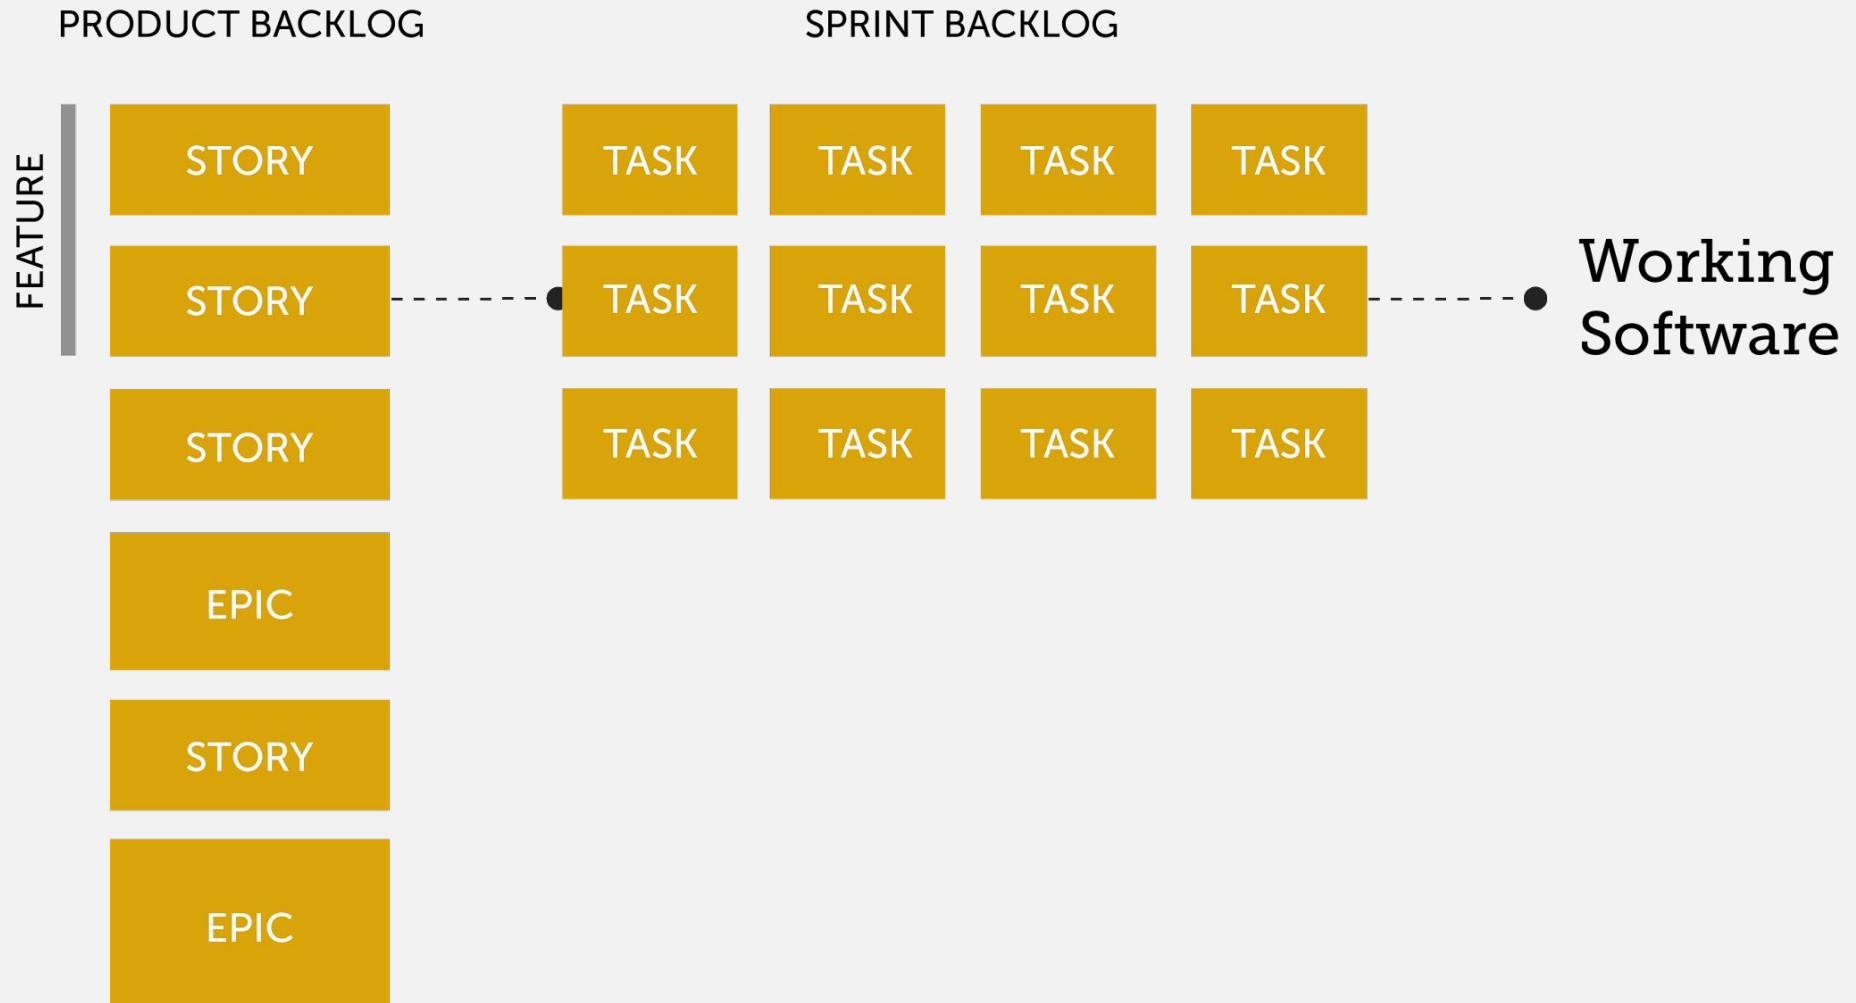 PRODUCT BACKLOG
SPRINT BACKLOG
FEATURE
STORY
TASK
TASK
TASK
TASK
STORY
TASK
TASK
TASK
TASK
Working
Software
STORY
TASK
TASK
TASK
TASK
EPIC
STORY
EPIC